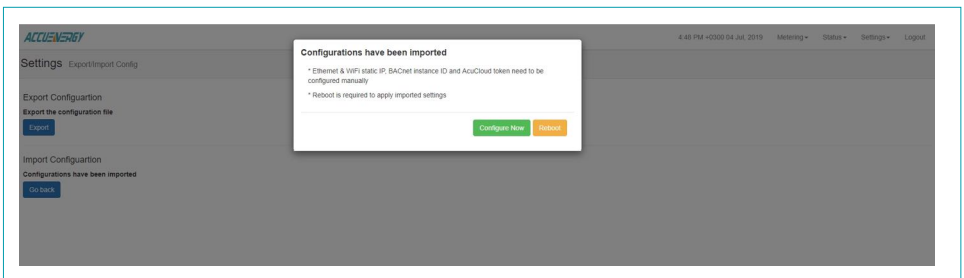 ACCUENERGY
4:48 PM +0300 04 Jul, 2019 Metering Status Settings Logout
Settings Export/Import Config
Configurations have been imported
* Ethernet & WiFi static IP, BACnet instance ID and AcuCloud token need to be
configured manually
* Reboot is required to apply imported settings
Configure Now Reboot
Export Configuartion
Export the configuration file
Export
Import Configuartion
Configurations have been imported
Go back